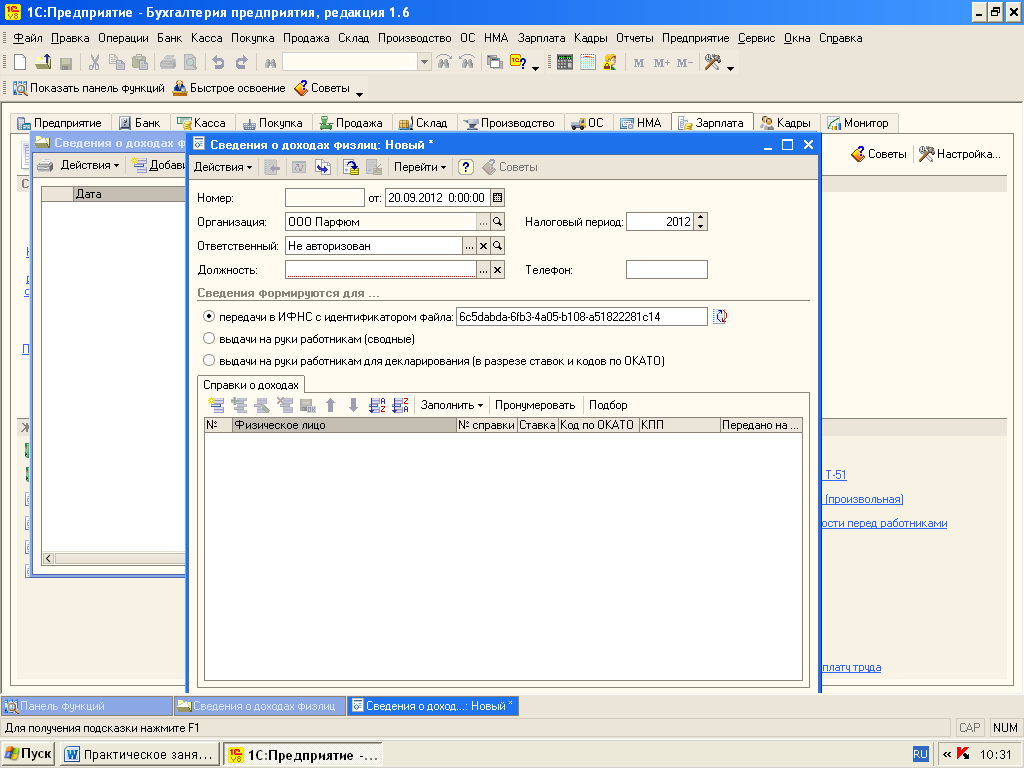 1С:Предприятие - Бухгалтерия предприятия, редакция 1.6
Файл Правка Операции Банк Касса Покупка Продажа Склад Производство ОС НМА Зарплата Кадры Отчеты Предприятие Сервис Окна Справка
M M+ M-
Показать панель функций Быстрое освоение Советы
Предприятие Банк Касса Покупка Продажа Склад Производство ОС НМА Зарплата Кадры Монитор
Сведения о доходах ф
Сведения о доходах физлиц: Новый *
Советы Настройка...
Действия Добави
Действия Перейти Советы
Дата
Номер: от: 20.09.2012 0:00:00
Организация: ООО Парфюм Налоговый период: 2012
Ответственный: Не авторизован
Должность: Телефон:
Сведения формируются для ...
передачи в ИФНС с идентификатором файла: 6c5dabda-6fb3-4a05-b108-a51822281c14
выдачи на руки работникам (сводные)
выдачи на руки работникам для декларирования (в разрезе ставок и кодов по ОКАТО)
Справки о доходах
Заполнить Пронумеровать Подбор
№ Физическое лицо № справки Ставка Код по ОКАТО КПП Передано на ...
Т-51
(произвольная)
ости перед работниками
плату труда
Панель функций Сведения о доходах физлиц Сведения о доход...: Новый *
Для получения подсказки нажмите F1 CAP NUM
Пуск Практическое заня... 1С:Предприятие -... RU « 10:31